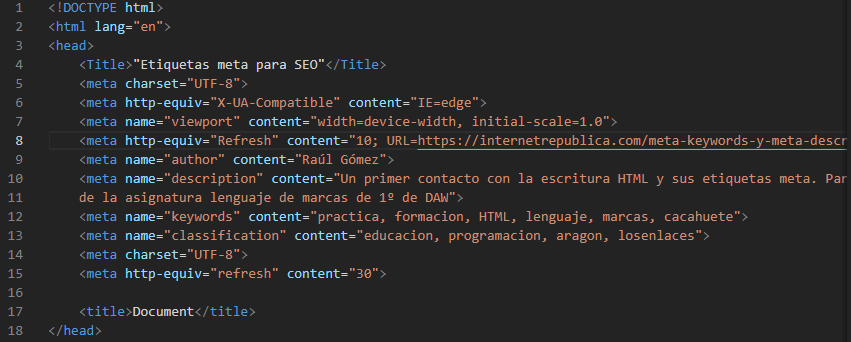 1 <!DOCTYPE html>
2 <html lang="en">
3 <head>
4 <Title>"Etiquetas meta para SEO"</Title>
5 <meta charset="UTF-8">
6 <meta http-equiv="X-UA-Compatible" content="IE=edge">
7 <meta name="viewport" content="width=device-width, initial-scale=1.0">
8 <meta http-equiv="Refresh" content="10; URL=https://internetrepublica.com/meta-keywords-y-meta-descr
9 <meta name="author" content="Raúl Gómez">
10 <meta name="description" content="Un primer contacto con la escritura HTML y sus etiquetas meta. Par
11 de la asignatura lenguaje de marcas de 1º de DAW">
12 <meta name="keywords" content="practica, formacion, HTML, lenguaje, marcas, cacahuete">
13 <meta name="classification" content="educacion, programacion, aragon, losenlaces">
14 <meta charset="UTF-8">
15 <meta http-equiv="refresh" content="30">
16
17 <title>Document</title>
18 </head>